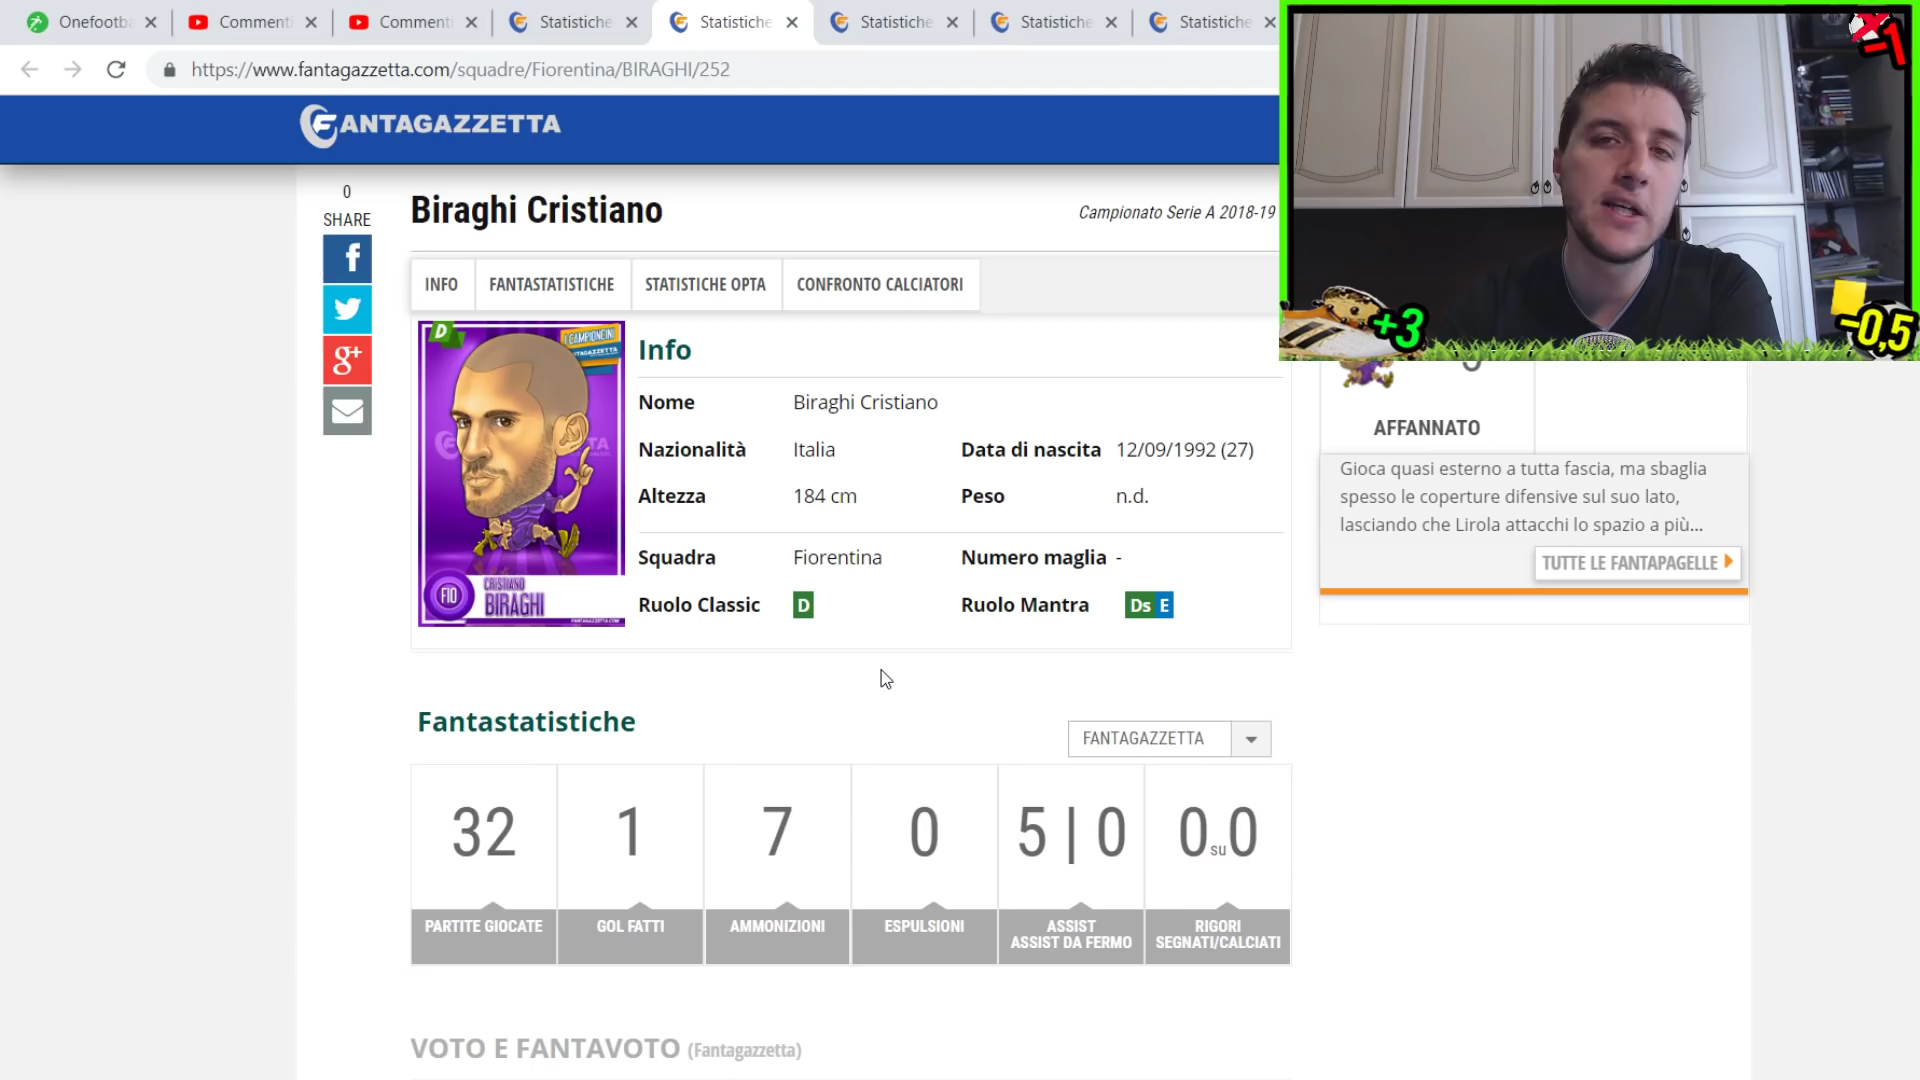 Onefootba
Comment
Comment
Statistiche
Statistiche
Statistiche
Statistiche
Statistiche
https://www.fantagazzetta.com/squadre/Fiorentina/BIRAGHI/252
FANTAGAZZETTA
-1
+3
-0,5
0
SHARE
Biraghi Cristiano
Campionato Serie A 2018-19
INFO
FANTASTATISTICHE
STATISTICHE OPTA
CONFRONTO CALCIATORI
D
I CAMPIONCINI
FIO
CRISTIANO
BIRAGHI
Info
Nome Biraghi Cristiano
Nazionalità Italia Data di nascita 12/09/1992 (27)
Altezza 184 cm Peso n.d.
Squadra Fiorentina Numero maglia -
Ruolo Classic D Ruolo Mantra Ds E
AFFANNATO
Gioca quasi esterno a tutta fascia, ma sbaglia
spesso le coperture difensive sul suo lato,
lasciando che Lirola attacchi lo spazio a più...
TUTTE LE FANTAPAGELLE
Fantastatistiche
FANTAGAZZETTA
32 1 7 0 5 | 0 0 su 0
PARTITE GIOCATE
GOL FATTI
AMMONIZIONI
ESPULSIONI
ASSIST
ASSIST DA FERMO
RIGORI
SEGNATI/CALCIATI
VOTO E FANTAVOTO (Fantagazzetta)